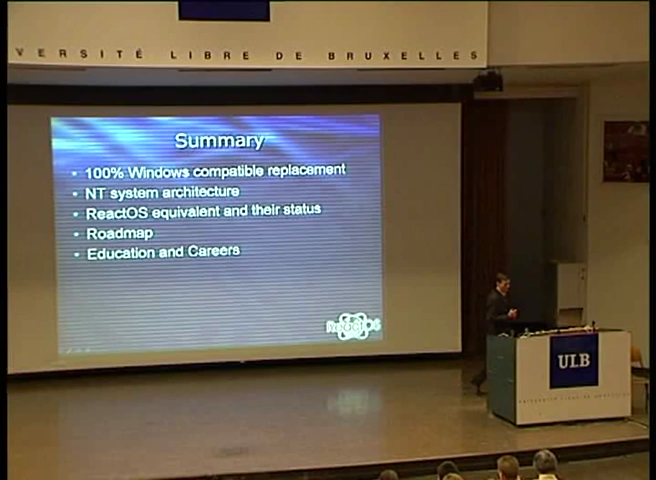 VERSITÉ LIBRE DE BRUXELLES
Summary
• 100% Windows compatible replacement
• NT system architecture
• ReactOS equivalent and their status
• Roadmap
• Education and Careers
ReactOS
ULB